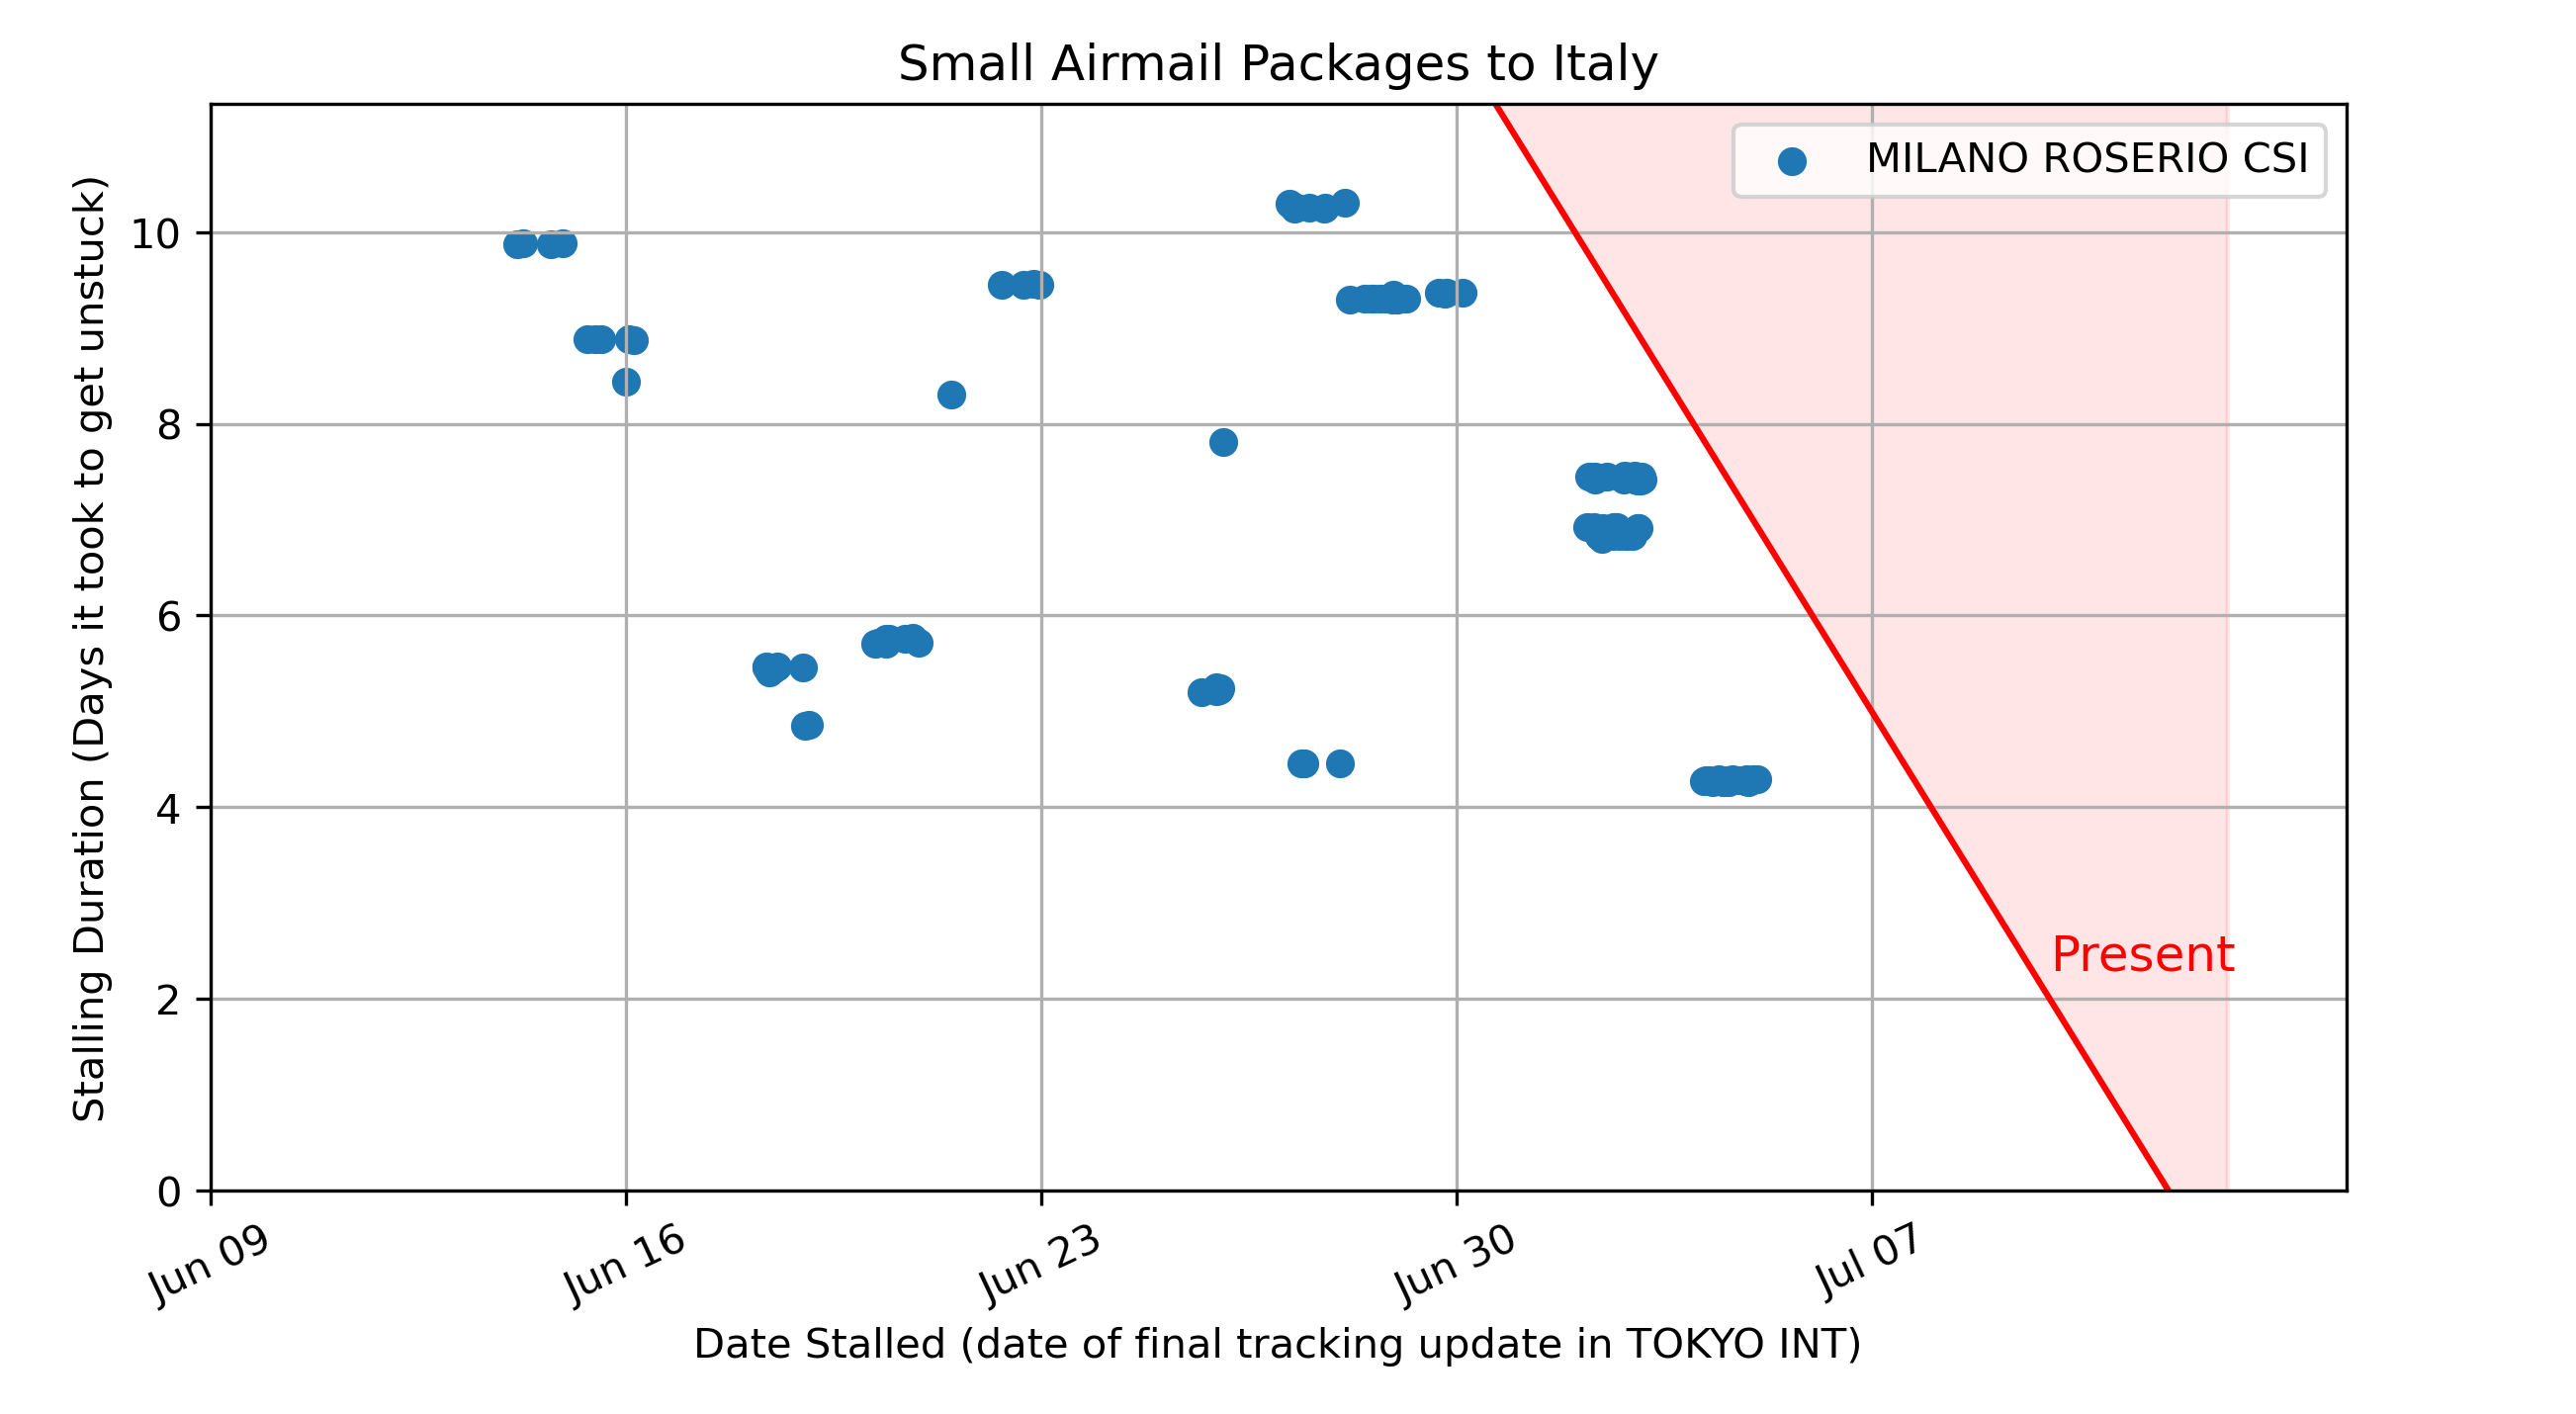 Small Airmail Packages to Italy
MILANO ROSERIO CSI
Stalling Duration (Days it took to get unstuck)
10
8
6
4
2
0
Present
Jun 09
Jun 16
Jun 23
Jun 30
Jul 07
Date Stalled (date of final tracking update in TOKYO INT)